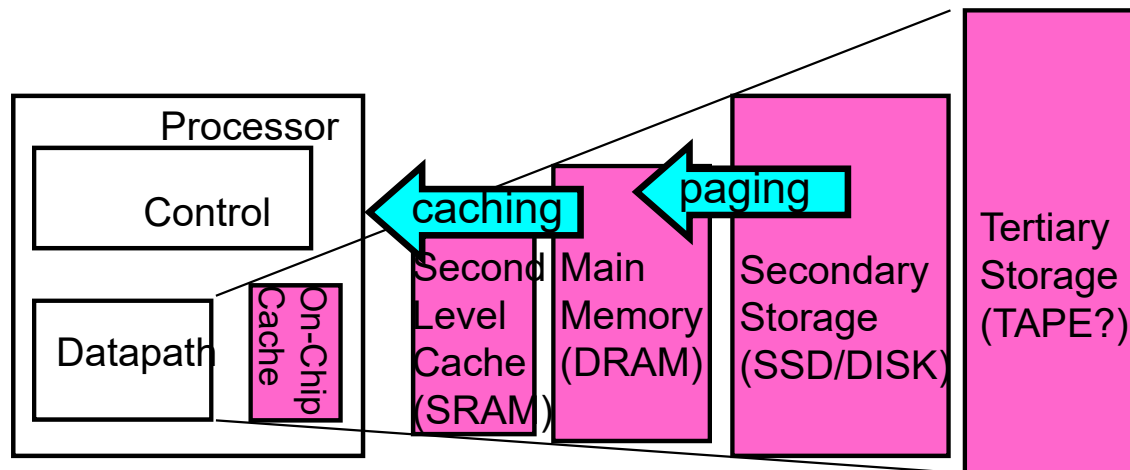 Processor
Control
Datapath
On-Chip
Cache
caching
Second
Level
Cache
(SRAM)
Main
Memory
(DRAM)
paging
Secondary
Storage
(SSD/DISK)
Tertiary
Storage
(TAPE?)